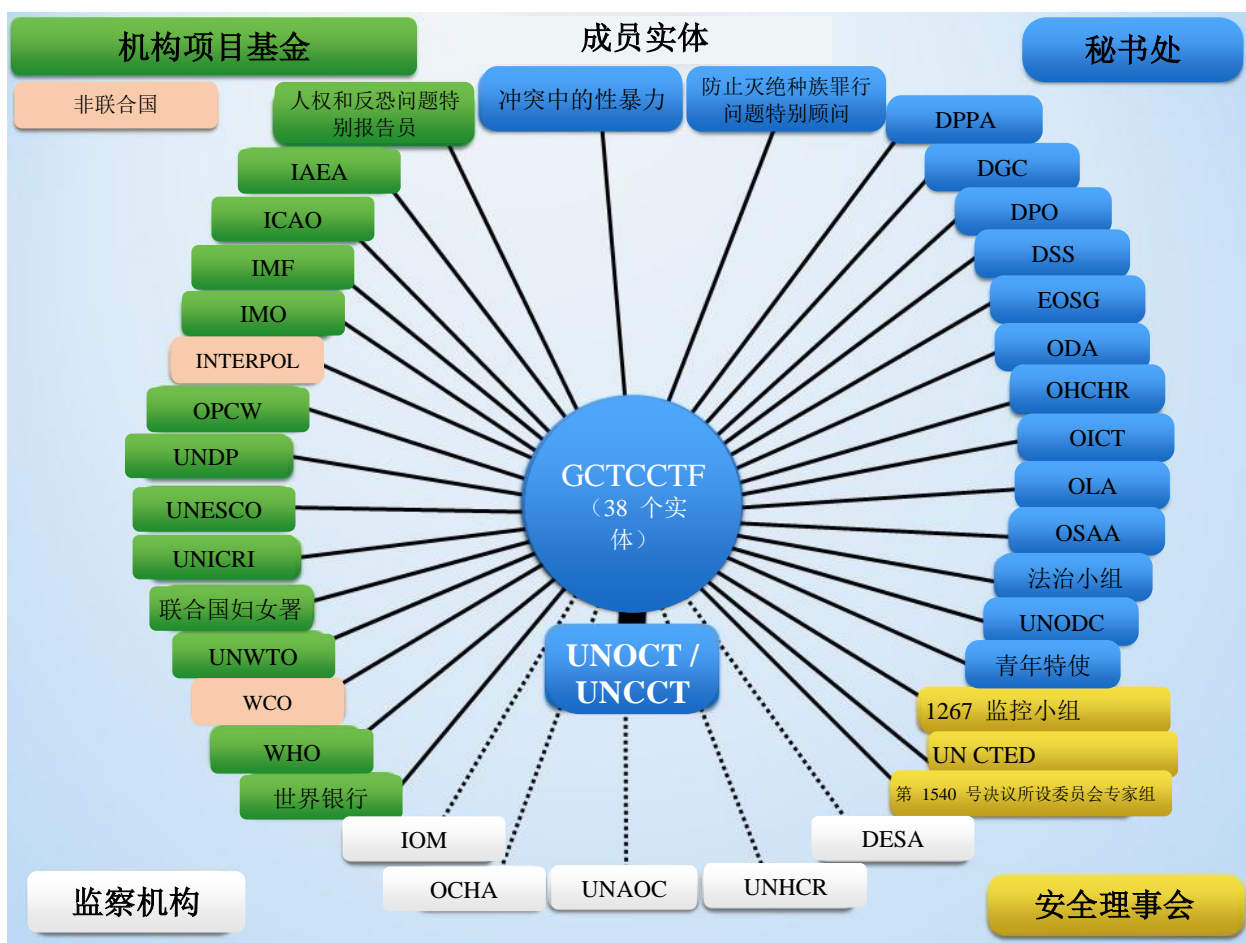 机构项目基金
成员实体
秘书处
非联合国
人权和反恐问题特
别报告员
冲突中的性暴力
防止灭绝种族罪行
问题特别顾问
DPPA
IAEA
DGC
ICAO
DPO
IMF
DSS
IMO
EOSG
INTERPOL
ODA
OPCW
OHCHR
UNDP
OICT
GCTCCTF
(38 个实
体)
UNESCO
OLA
UNICRI
OSAA
联合国妇女署
法治小组
UNWTO
UNODC
UNOCT /
UNCCT
WCO
青年特使
1267 监控小组
WHO
UN CTED
世界银行
第 1540 号决议所设委员会专家组
IOM
DESA
OCHA
UNAOC
UNHCR
监察机构
安全理事会